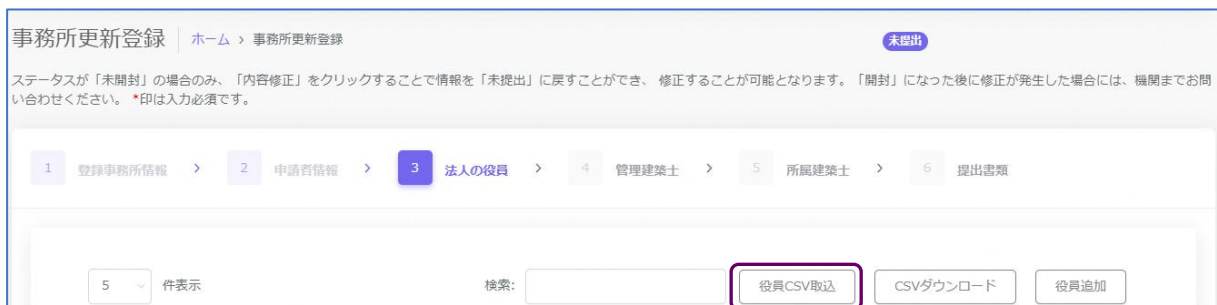 事務所更新登録 ホーム > 事務所更新登録 未提出
ステータスが「未開封」の場合のみ、「内容修正」をクリックすることで情報を「未提出」に戻すことができ、 修正することが可能となります。「開封」になった後に修正が発生した場合には、機関までお問
い合わせください。 *印は入力必須です。
1 登録事務所情報 > 2 申請者情報 > 3 法人の役員 > 4 管理建築士 > 5 所属建築士 > 6 提出書類
5 件表示 検索: 役員CSV取込 CSVダウンロード 役員追加